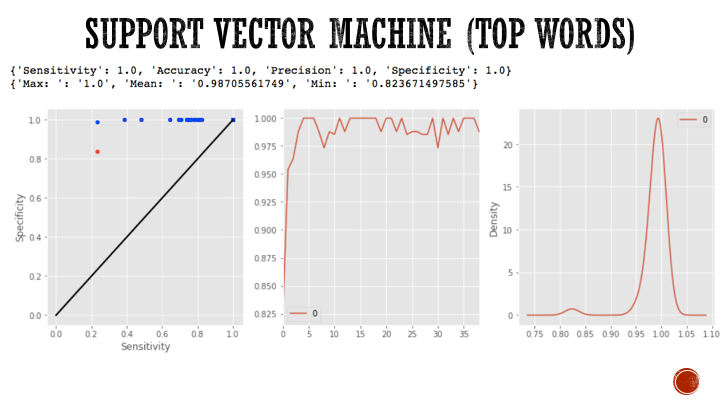 SUPPORT VECTOR MACHINE (TOP WORDS)
{'Sensitivity': 1.0, 'Accuracy': 1.0, 'Precision': 1.0, 'Specificity': 1.0}
{'Max: ': '1.0', 'Mean: ': '0.98705561749', 'Min: ': '0.823671497585'}
1.0
0.8
0.6
0.4
0.2
0.0
Specificity
0.0 0.2 0.4 0.6 0.8 1.0
Sensitivity
1.000
0.975
0.950
0.925
0.900
0.875
0.850
0.825
0
0 5 10 15 20 25 30 35
0
20
15
10
5
0
Density
0.75 0.80 0.85 0.90 0.95 1.00 1.05 1.10